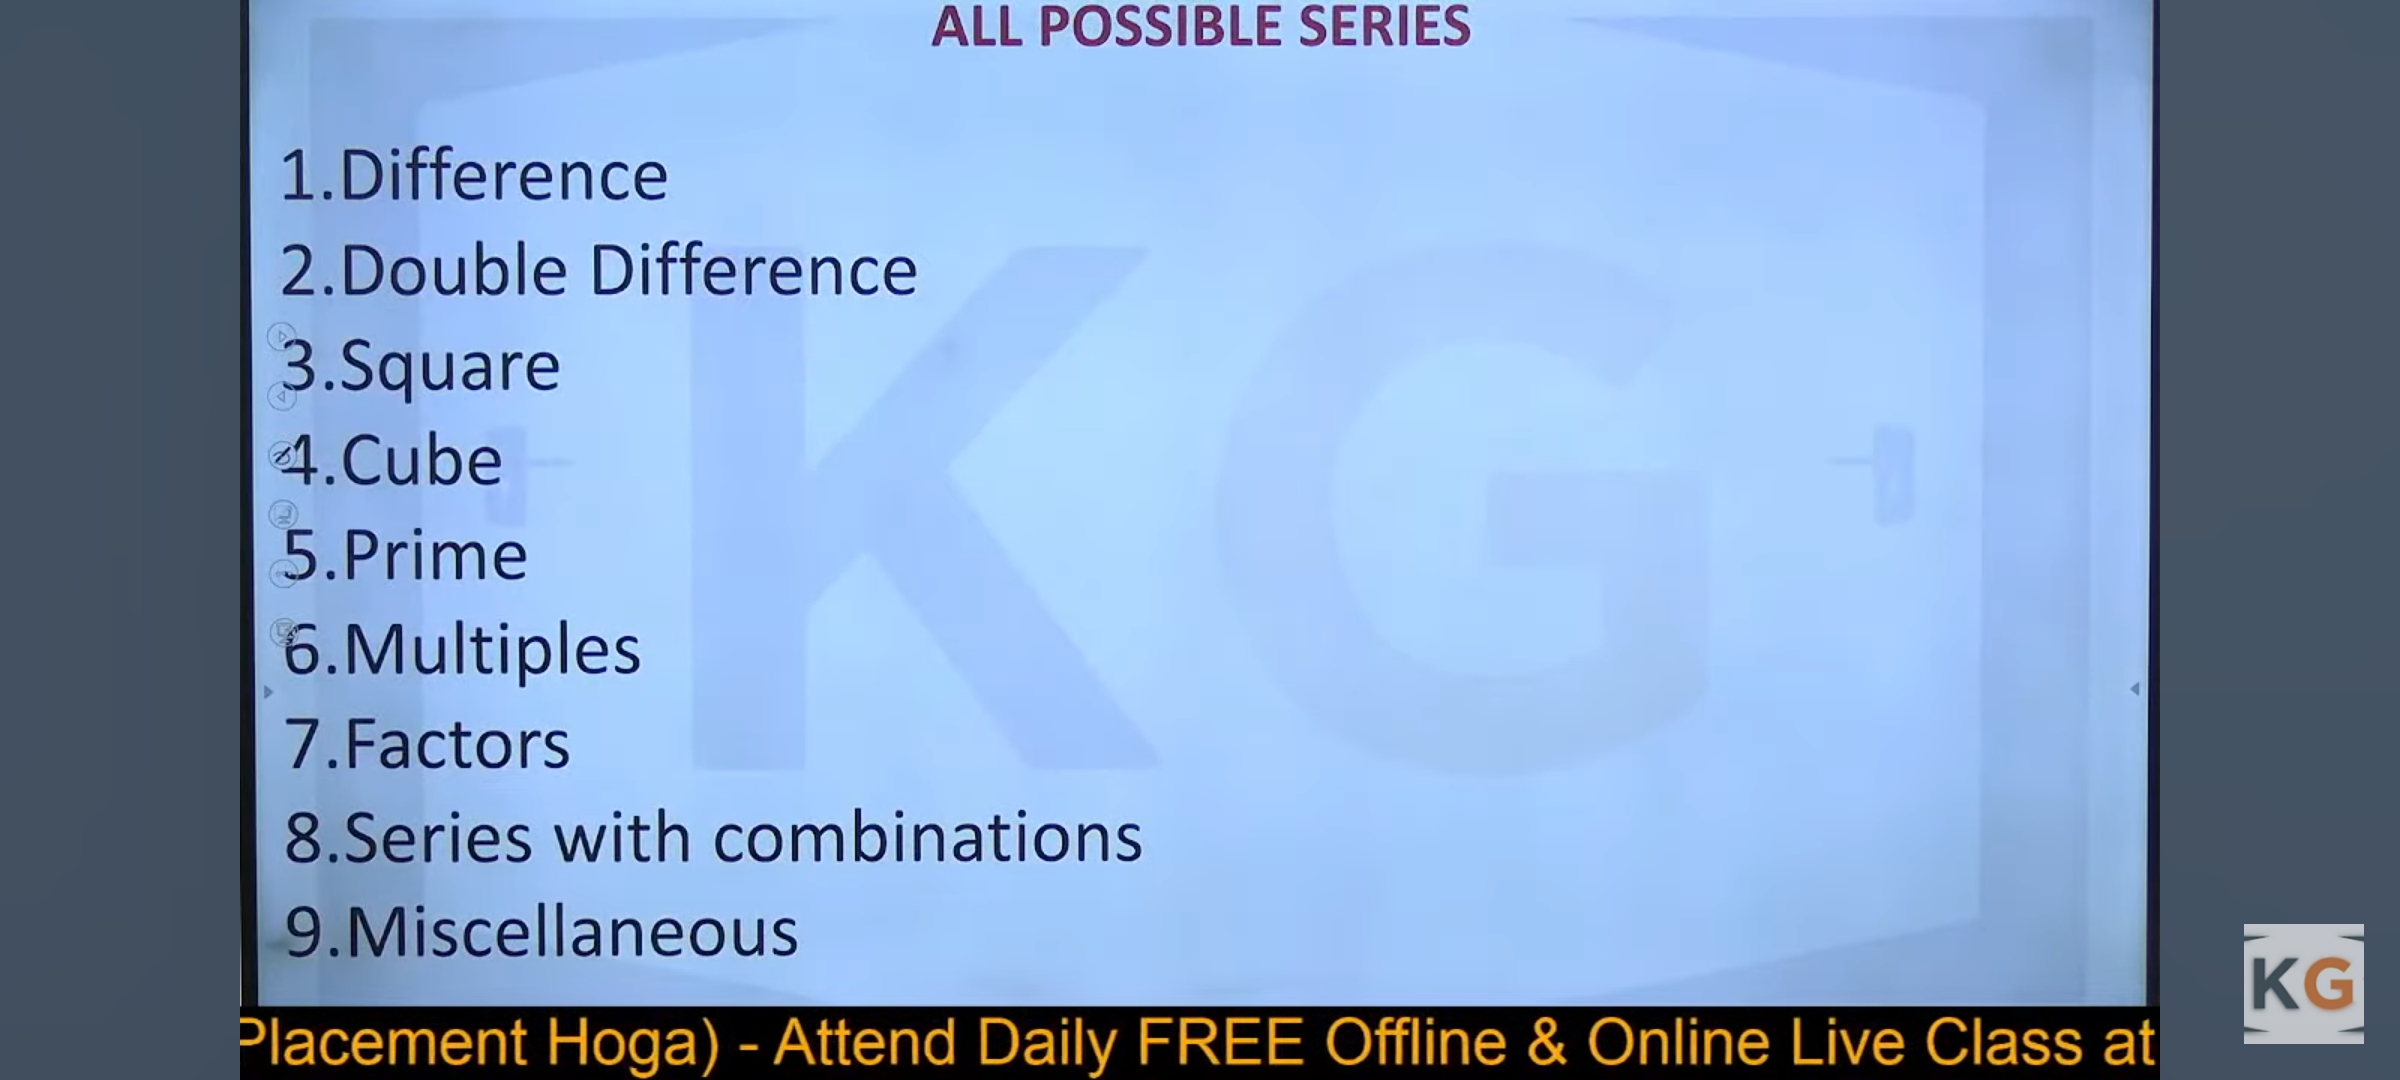 ALL POSSIBLE SERIES
1.Difference
2.Double Difference
3.Square
4.Cube
5.Prime
6.Multiples
7.Factors
8.Series with combinations
9.Miscellaneous
KG
Placement Hoga) - Attend Daily FREE Offline & Online Live Class at
KG